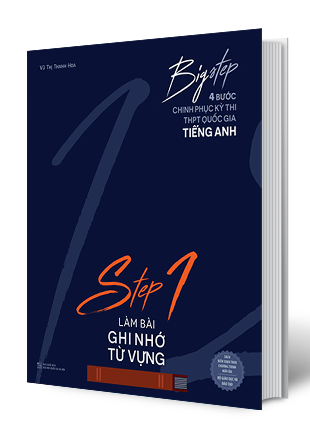 VŨ THỊ THANH HOA
Bigstep
4 BƯỚC
CHINH PHỤC KỲ THI
THPT QUỐC GIA
TIẾNG ANH
Step 1
LÀM BÀI
GHI NHỚ
TỪ VỰNG
SÁCH